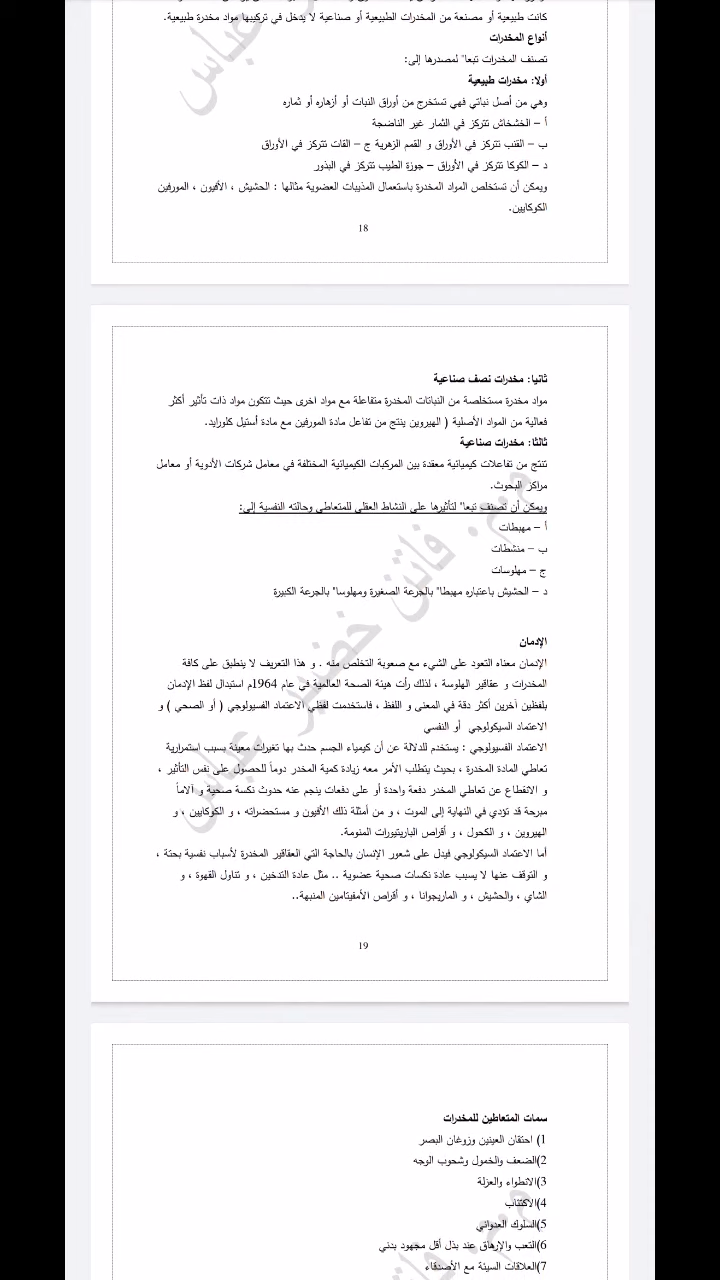 كانت طبيعية أو مصنعة من المخدرات الطبيعية أو صناعية لا يدخل في تركيبها مواد مخدرة طبيعية.
أنواع المخدرات
تصنف المخدرات تبعا" لمصدرها إلى:
أولا: مخدرات طبيعية
وهي من أصل نباتي فهي تستخرج من أوراق النبات أو أزهاره أو ثماره
أ – الخشخاش تتركز في الثمار غير الناضجة
ب – القنب تتركز في الأوراق و القمم الزهرية ج – القات تتركز في الأوراق
د – الكوكا تتركز في الأوراق – جوزة الطيب تتركز في البذور
ويمكن أن تستخلص المواد المخدرة باستعمال المذيبات العضوية مثالها : الحشيش ، الأفيون ، المورفين
الكوكايين.
18
ثانيا: مخدرات نصف صناعية
مواد مخدرة مستخلصة من النباتات المخدرة متفاعلة مع مواد اخرى حيث تتكون مواد ذات تأثير أكثر
فعالية من المواد الأصلية ( الهيروين ينتج من تفاعل مادة المورفين مع مادة أستيل كلورايد.
ثالثا: مخدرات صناعية
تنتج من تفاعلات كيميائية معقدة بين المركبات الكيميائية المختلفة في معامل شركات الأدوية أو معامل
مراكز البحوث.
ويمكن أن تصنف تبعا" لتأثيرها على النشاط العقلي للمتعاطي وحالته النفسية إلى:
أ – مهبطات
ب – منشطات
ج – مهلوسات
د – الحشيش باعتباره مهبطا" بالجرعة الصغيرة ومهلوسا" بالجرعة الكبيرة
الإدمان
الإدمان معناه التعود على الشيء مع صعوبة التخلص منه . و هذا التعريف لا ينطبق على كافة
المخدرات و عقاقير الهلوسة ، لذلك رأت هيئة الصحة العالمية في عام 1964م استبدال لفظ الإدمان
بلفظين آخرين أكثر دقة في المعنى و اللفظ ، فاستخدمت لفظي الاعتماد الفسيولوجي ( أو الصحي ) و
الاعتماد السيكولوجي أو النفسي
الاعتماد الفسيولوجي : يستخدم للدلالة عن أن كيمياء الجسم حدث بها تغيرات معينة بسبب استمرارية
تعاطي المادة المخدرة ، بحيث يتطلب الأمر معه زيادة كمية المخدر دوماً للحصول على نفس التأثير ،
و الانقطاع عن تعاطي المخدر دفعة واحدة أو على دفعات ينجم عنه حدوث نكسة صحية و آلاماً
مبرحة قد تؤدي في النهاية إلى الموت ، و من أمثلة ذلك الأفيون و مستحضراته ، و الكوكايين ، و
الهيروين ، و الكحول ، و أقراص الباربتيورات المنومة.
أما الاعتماد السيكولوجي فيدل على شعور الإنسان بالحاجة التي العقاقير المخدرة لأسباب نفسية بحتة ،
و التوقف عنها لا يسبب عادة نكسات صحية عضوية .. مثل عادة التدخين ، و تناول القهوة ، و
الشاي ، والحشيش ، و الماريجوانا ، و أقراص الأمفيتامين المنبهة..
19
سمات المتعاطين للمخدرات
1) احتقان العينين وزوغان البصر
2)الضعف والخمول وشحوب الوجه
3)الانطواء والعزلة
4)الاكتئاب
5)السلوك العدواني
6)التعب والإرهاق عند بذل أقل مجهود بدني
7)العلاقات السيئة مع الأصدقاء